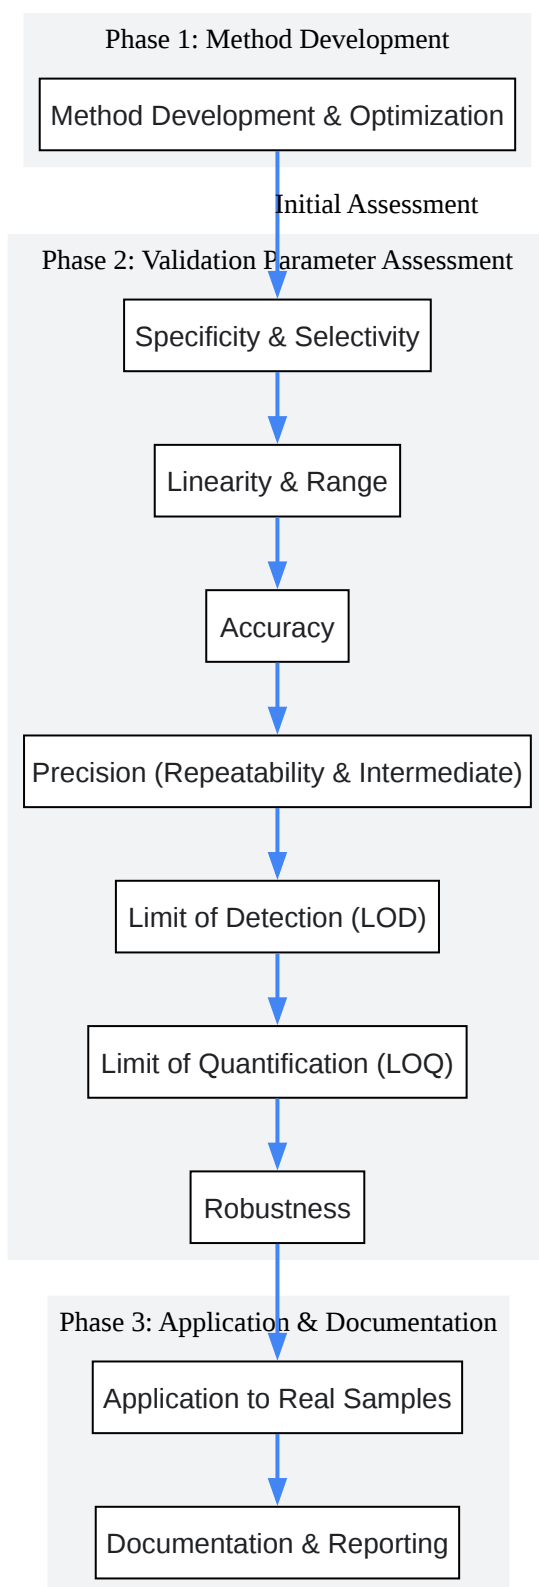 Phase 1: Method Development
Method Development & Optimization
Initial Assessment
Phase 2: Validation Parameter Assessment
Specificity & Selectivity
Linearity & Range
Accuracy
Precision (Repeatability & Intermediate)
Limit of Detection (LOD)
Limit of Quantification (LOQ)
Robustness
Phase 3: Application & Documentation
Application to Real Samples
Documentation & Reporting